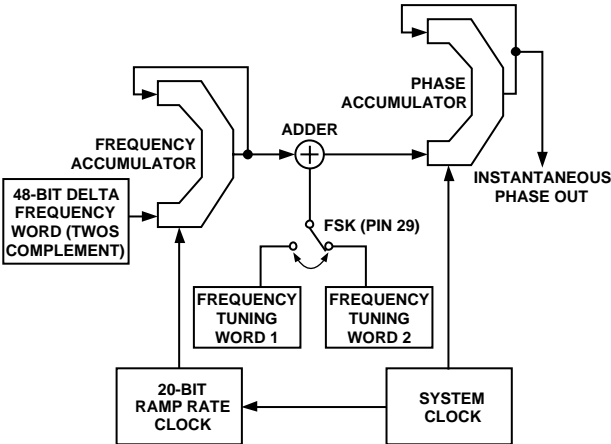 PHASE
ACCUMULATOR
ADDER
FREQUENCY
ACCUMULATOR
INSTANTANEOUS
PHASE OUT
48-BIT DELTA
FREQUENCY
WORD (TWOS
COMPLEMENT)
FSK (PIN 29)
FREQUENCY
TUNING
WORD 1
FREQUENCY
TUNING
WORD 2
20-BIT
RAMP RATE
CLOCK
SYSTEM
CLOCK